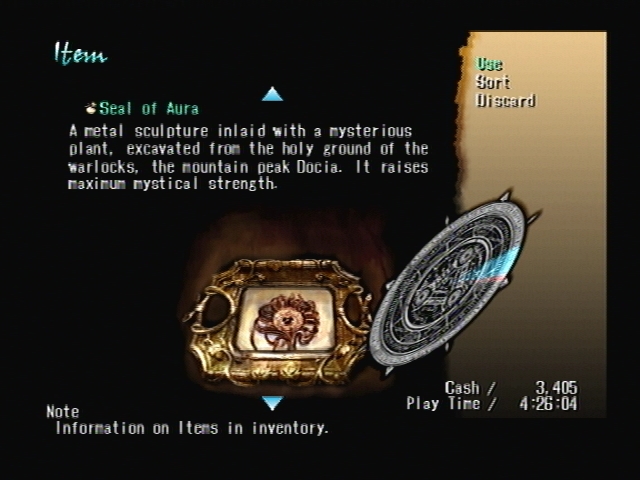 Item
Use
Sort
Discard
Seal of Aura
A metal sculpture inlaid with a mysterious
plant, excavated from the holy ground of the
warlocks, the mountain peak Docia. It raises
maximum mystical strength.
Cash / 3,405
Play Time / 4:26:04
Note
Information on Items in inventory.